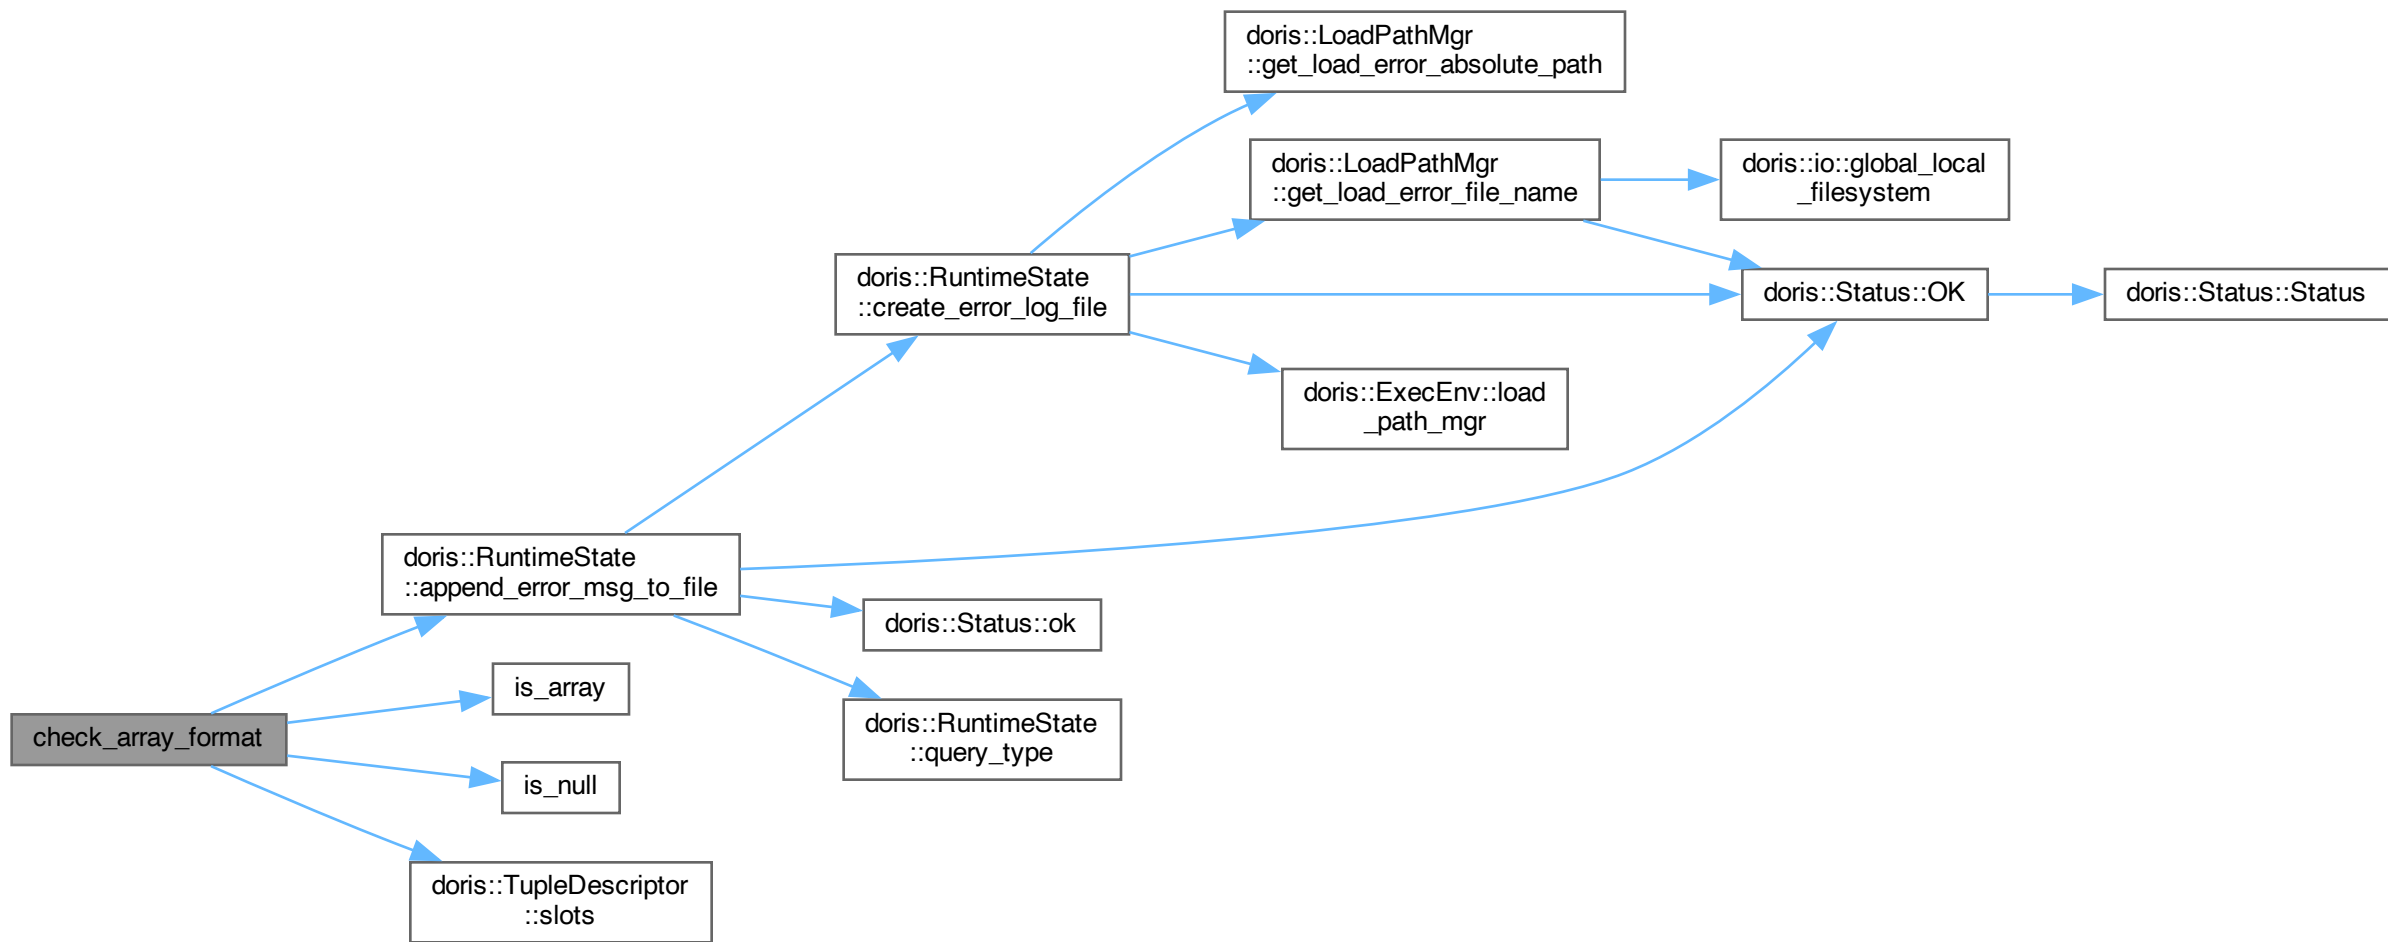 doris::LoadPathMgr
::get_load_error_absolute_path
doris::LoadPathMgr
::get_load_error_file_name
doris::io::global_local
_filesystem
doris::RuntimeState
::create_error_log_file
doris::Status::OK
doris::Status::Status
doris::ExecEnv::load
_path_mgr
doris::RuntimeState
::append_error_msg_to_file
doris::Status::ok
is_array
doris::RuntimeState
::query_type
check_array_format
is_null
doris::TupleDescriptor
::slots